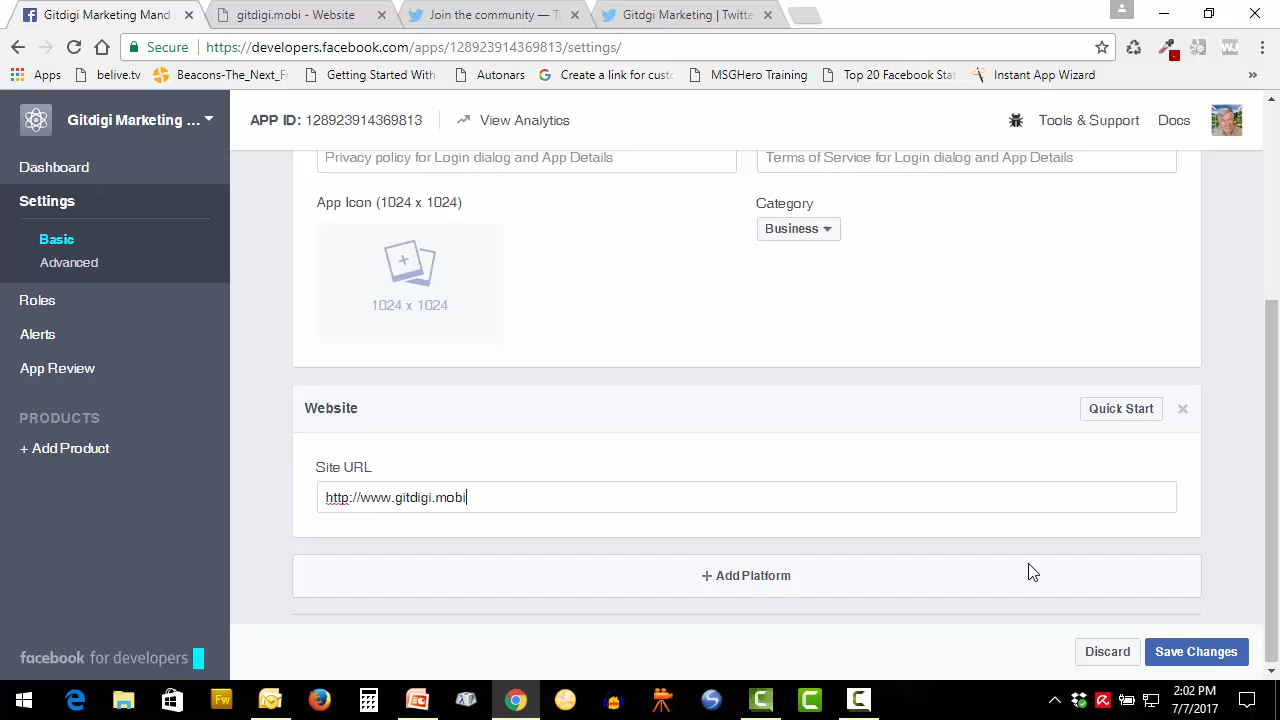 Gitdigi Marketing Mand
gitdigi.mobi - Website
Join the community — T
Gitdigi Marketing | Twitte
Secure
https://developers.facebook.com/apps/128923914369813/settings/
Apps
belive.tv
Beacons-The_Next_F
Getting Started With
Autonars
Create a link for custo
MSGHero Training
Top 20 Facebook Stat
Instant App Wizard
»
Gitdigi Marketing ...
APP ID: 128923914369813
View Analytics
Tools & Support
Docs
Dashboard
Settings
Basic
Advanced
Roles
Alerts
App Review
PRODUCTS
+ Add Product
facebook for developers
Privacy policy for Login dialog and App Details
Terms of Service for Login dialog and App Details
App Icon (1024 x 1024)
1024 x 1024
Category
Business
Website
Quick Start
Site URL
http://www.gitdigi.mobi
+ Add Platform
Discard
Save Changes
Fw
2:02 PM
7/7/2017